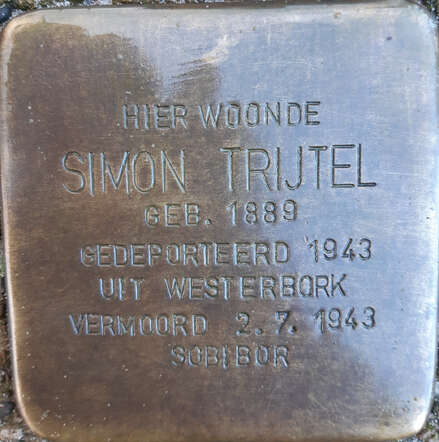 HIER WOONDE
SIMON TRIJTEL
GEB. 1889
GEDEPORTEERD 1943
UIT WESTERBORK
VERMOORD 2.7.1943
SOBIBOR